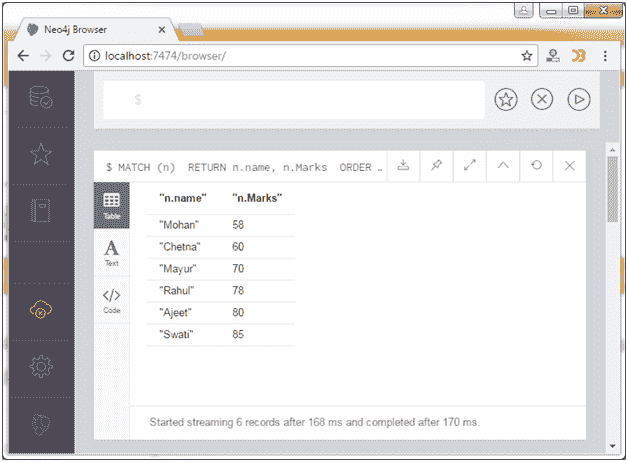 Neo4j Browser
localhost:7474/browser/
$
$ MATCH (n) RETURN n.name, n.Marks ORDER …
Table
Text
Code
"n.name" "n.Marks"
"Mohan" 58
"Chetna" 60
"Mayur" 70
"Rahul" 78
"Ajeet" 80
"Swati" 85
Started streaming 6 records after 168 ms and completed after 170 ms.